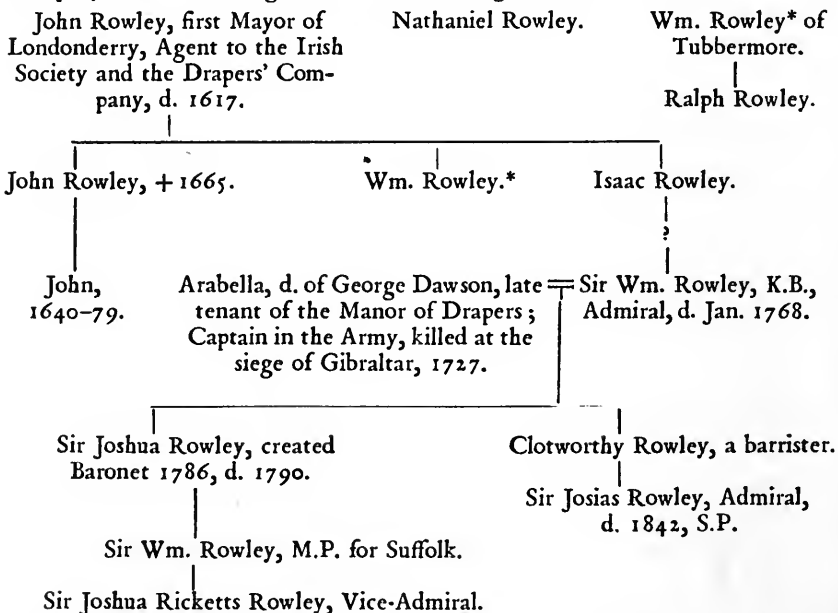 John Rowley, first Mayor of
Londonderry, Agent to the Irish
Society and the Drapers' Com-
pany, d. 1617.
Nathaniel Rowley.
Wm. Rowley* of
Tubbermore.
Ralph Rowley.
John Rowley, + 1665.
Wm. Rowley.*
Isaac Rowley.
?
John,
1640–79.
Arabella, d. of George Dawson, late
tenant of the Manor of Drapers ;
Captain in the Army, killed at the
siege of Gibraltar, 1727.
Sir Wm. Rowley, K.B.,
Admiral, d. Jan. 1768.
Sir Joshua Rowley, created
Baronet 1786, d. 1790.
Clotworthy Rowley, a barrister.
Sir Josias Rowley, Admiral,
d. 1842, S.P.
Sir Wm. Rowley, M.P. for Suffolk.
Sir Joshua Ricketts Rowley, Vice-Admiral.